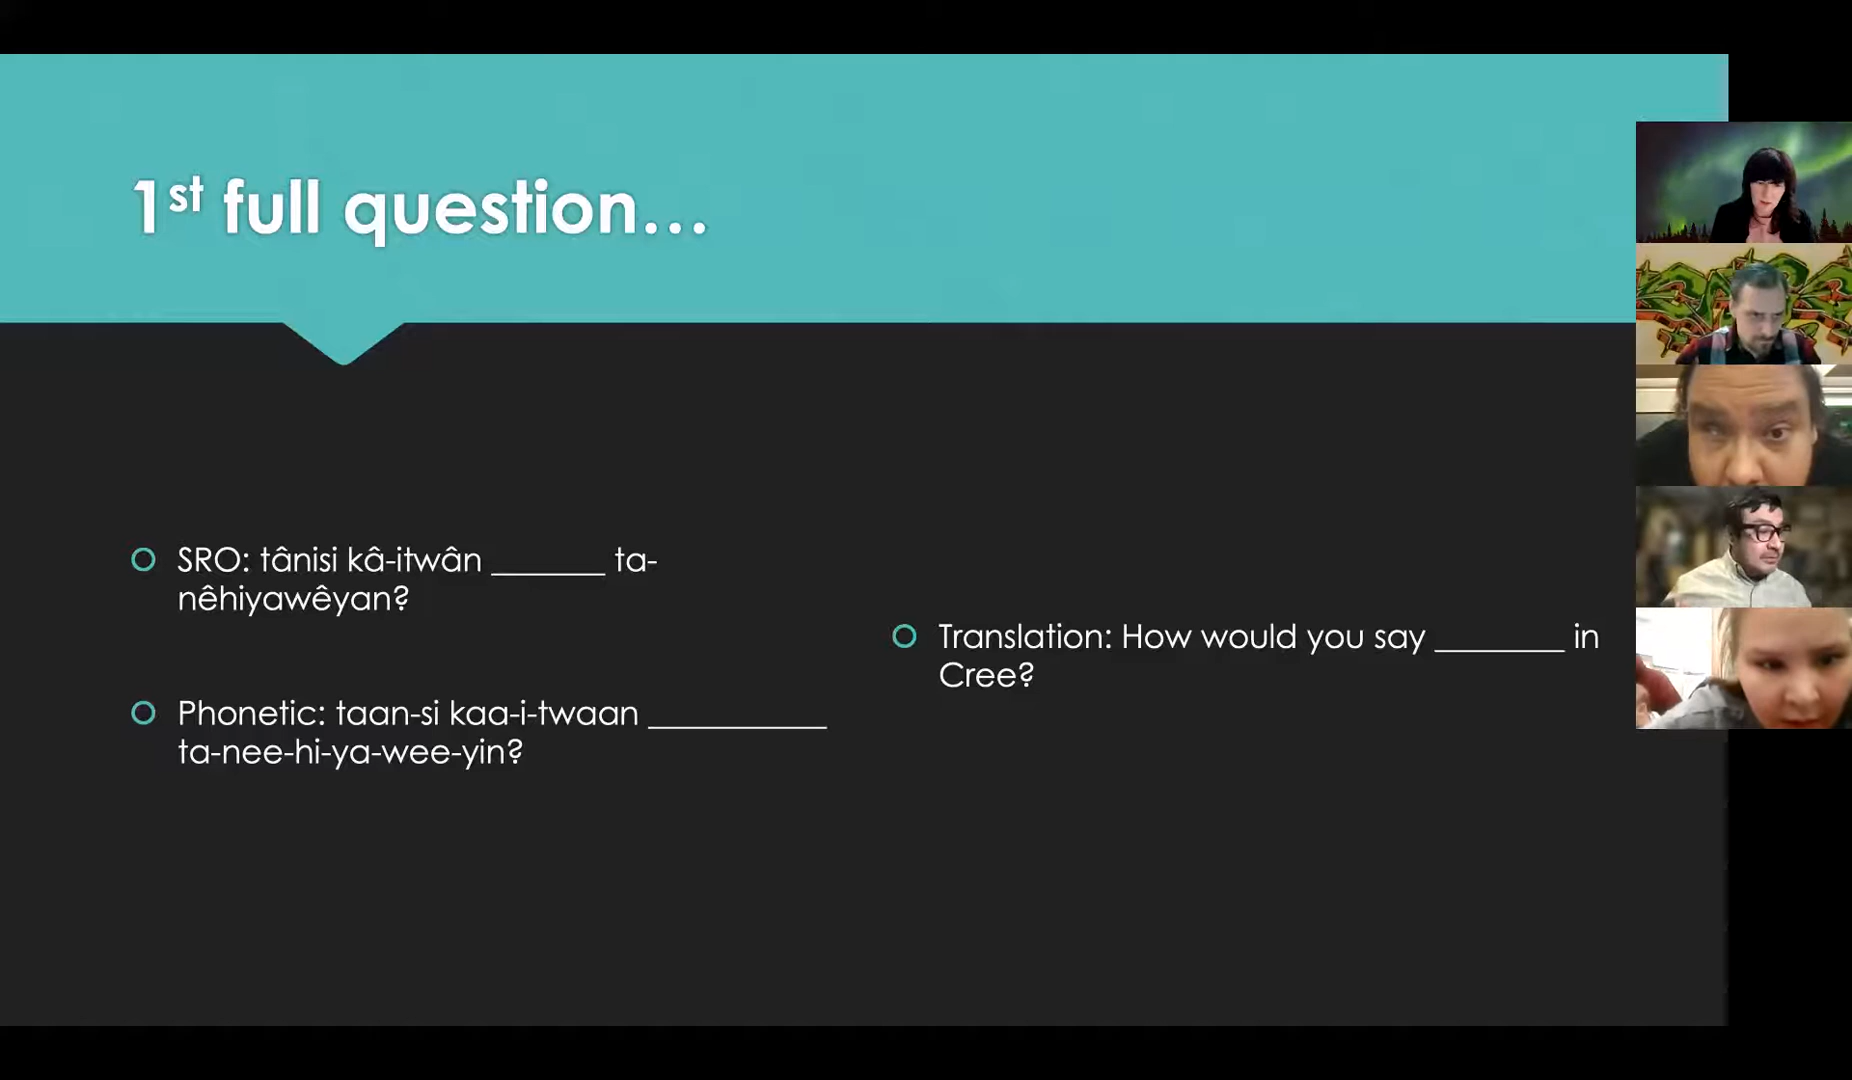 1st full question…
SRO: tânisi kâ-itwân _______ ta-
nêhiyawêyan?
Phonetic: taan-si kaa-i-twaan ___________
ta-nee-hi-ya-wee-yin?
Translation: How would you say ________ in
Cree?